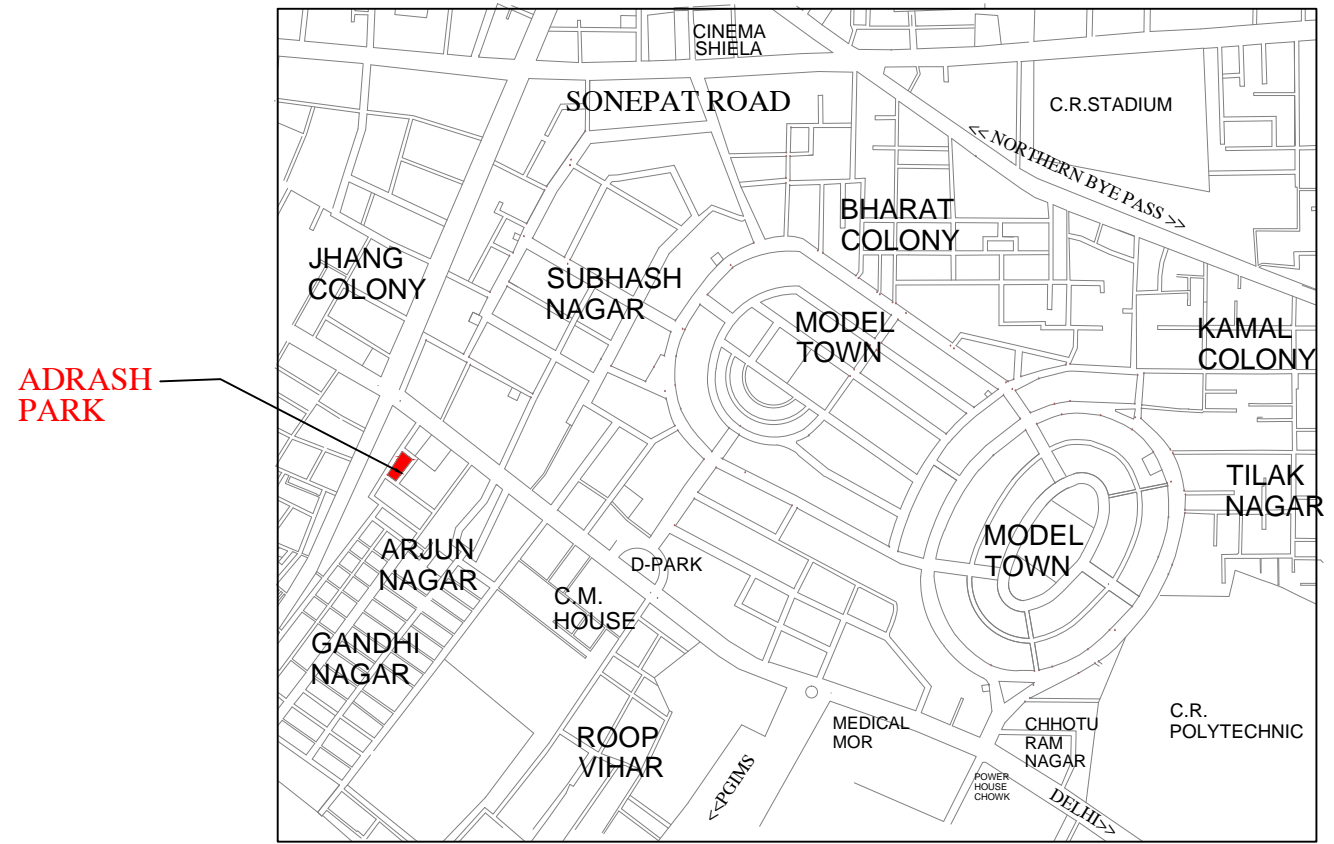 CINEMA
SHIELA
SONEPAT ROAD
C.R.STADIUM
<< NORTHERN BYE PASS >>
BHARAT
COLONY
JHANG
COLONY
SUBHASH
NAGAR
MODEL
TOWN
KAMAL
COLONY
ADRASH
PARK
TILAK
NAGAR
ARJUN
NAGAR
MODEL
TOWN
D-PARK
C.M.
HOUSE
GANDHI
NAGAR
ROOP
VIHAR
<<PGIMS
MEDICAL
MOR
CHHOTU
RAM
NAGAR
C.R.
POLYTECHNIC
POWER
HOUSE
CHOWK
DELHI>>